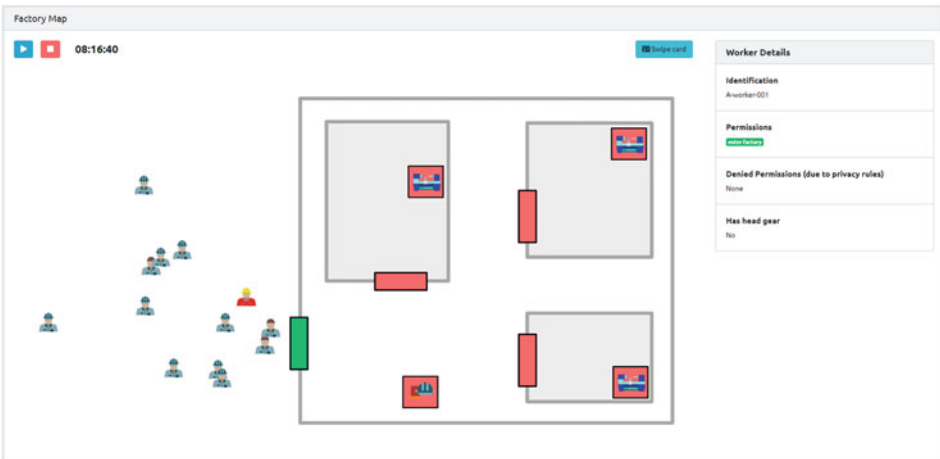 Factory Map
08:16:40
Swipe card
Worker Details
Identification
A-worker-001
Permissions
enter factory
Denied Permissions (due to privacy rules)
None
Has head gear
No